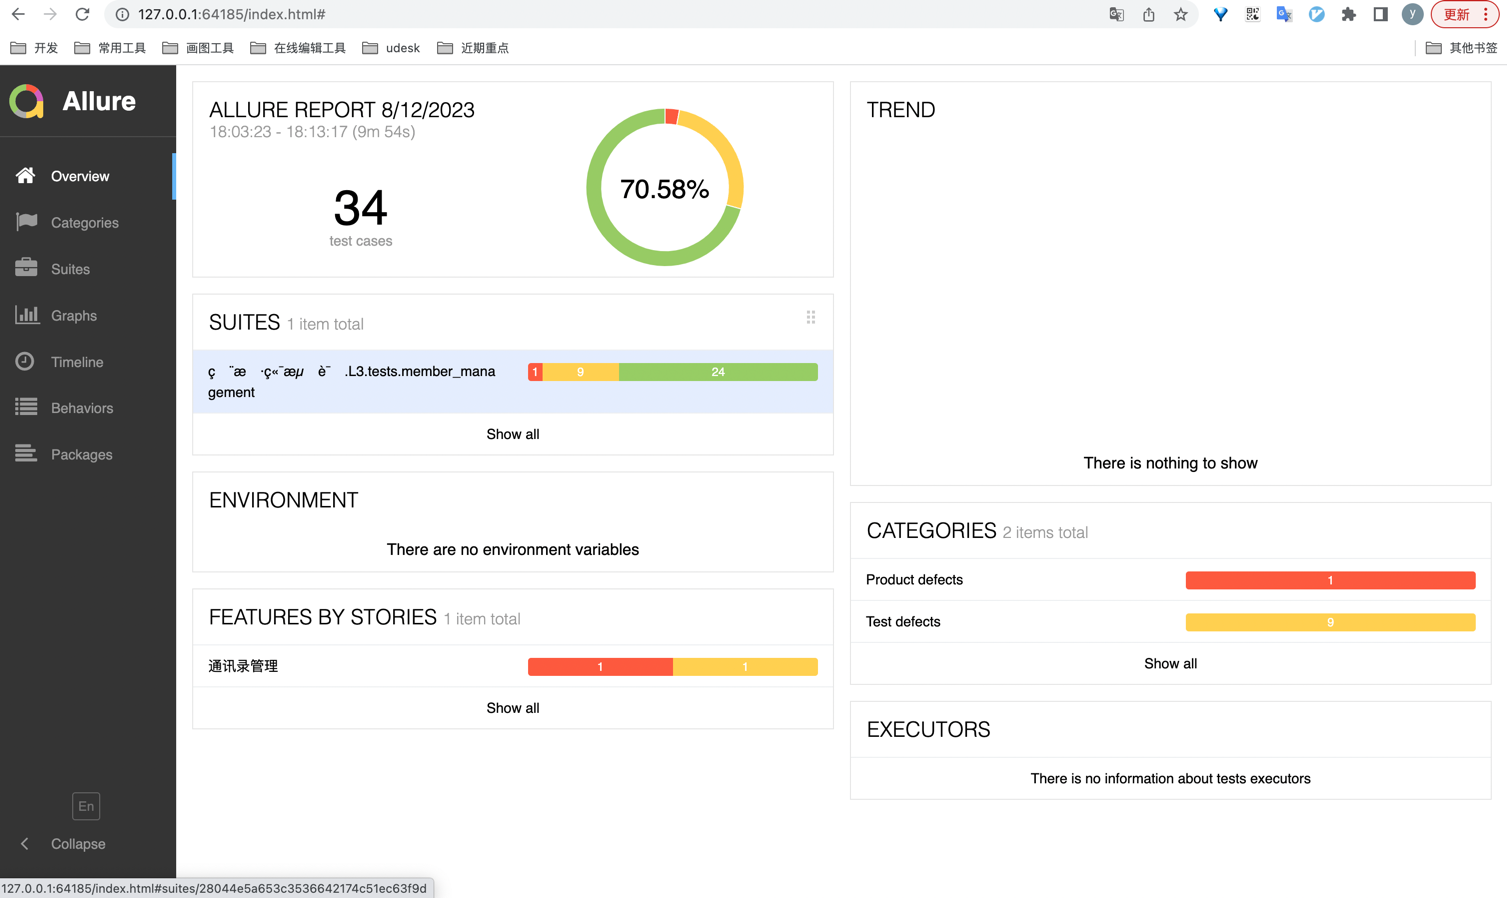 127.0.0.1:64185/index.html#
更新
开发
常用工具
画图工具
在线编辑工具
udesk
近期重点
其他书签
Allure
Overview
Categories
Suites
Graphs
Timeline
Behaviors
Packages
En
Collapse
ALLURE REPORT 8/12/2023
18:03:23 - 18:13:17 (9m 54s)
34
test cases
70.58%
SUITES 1 item total
ç ¨æ ·ç«¯æµ è¯ .L3.tests.member_mana
gement
1 9 24
Show all
ENVIRONMENT
There are no environment variables
FEATURES BY STORIES 1 item total
通讯录管理
1 1
Show all
TREND
There is nothing to show
CATEGORIES 2 items total
Product defects 1
Test defects 9
Show all
EXECUTORS
There is no information about tests executors
127.0.0.1:64185/index.html#suites/28044e5a653c3536642174c51ec63f9d
y